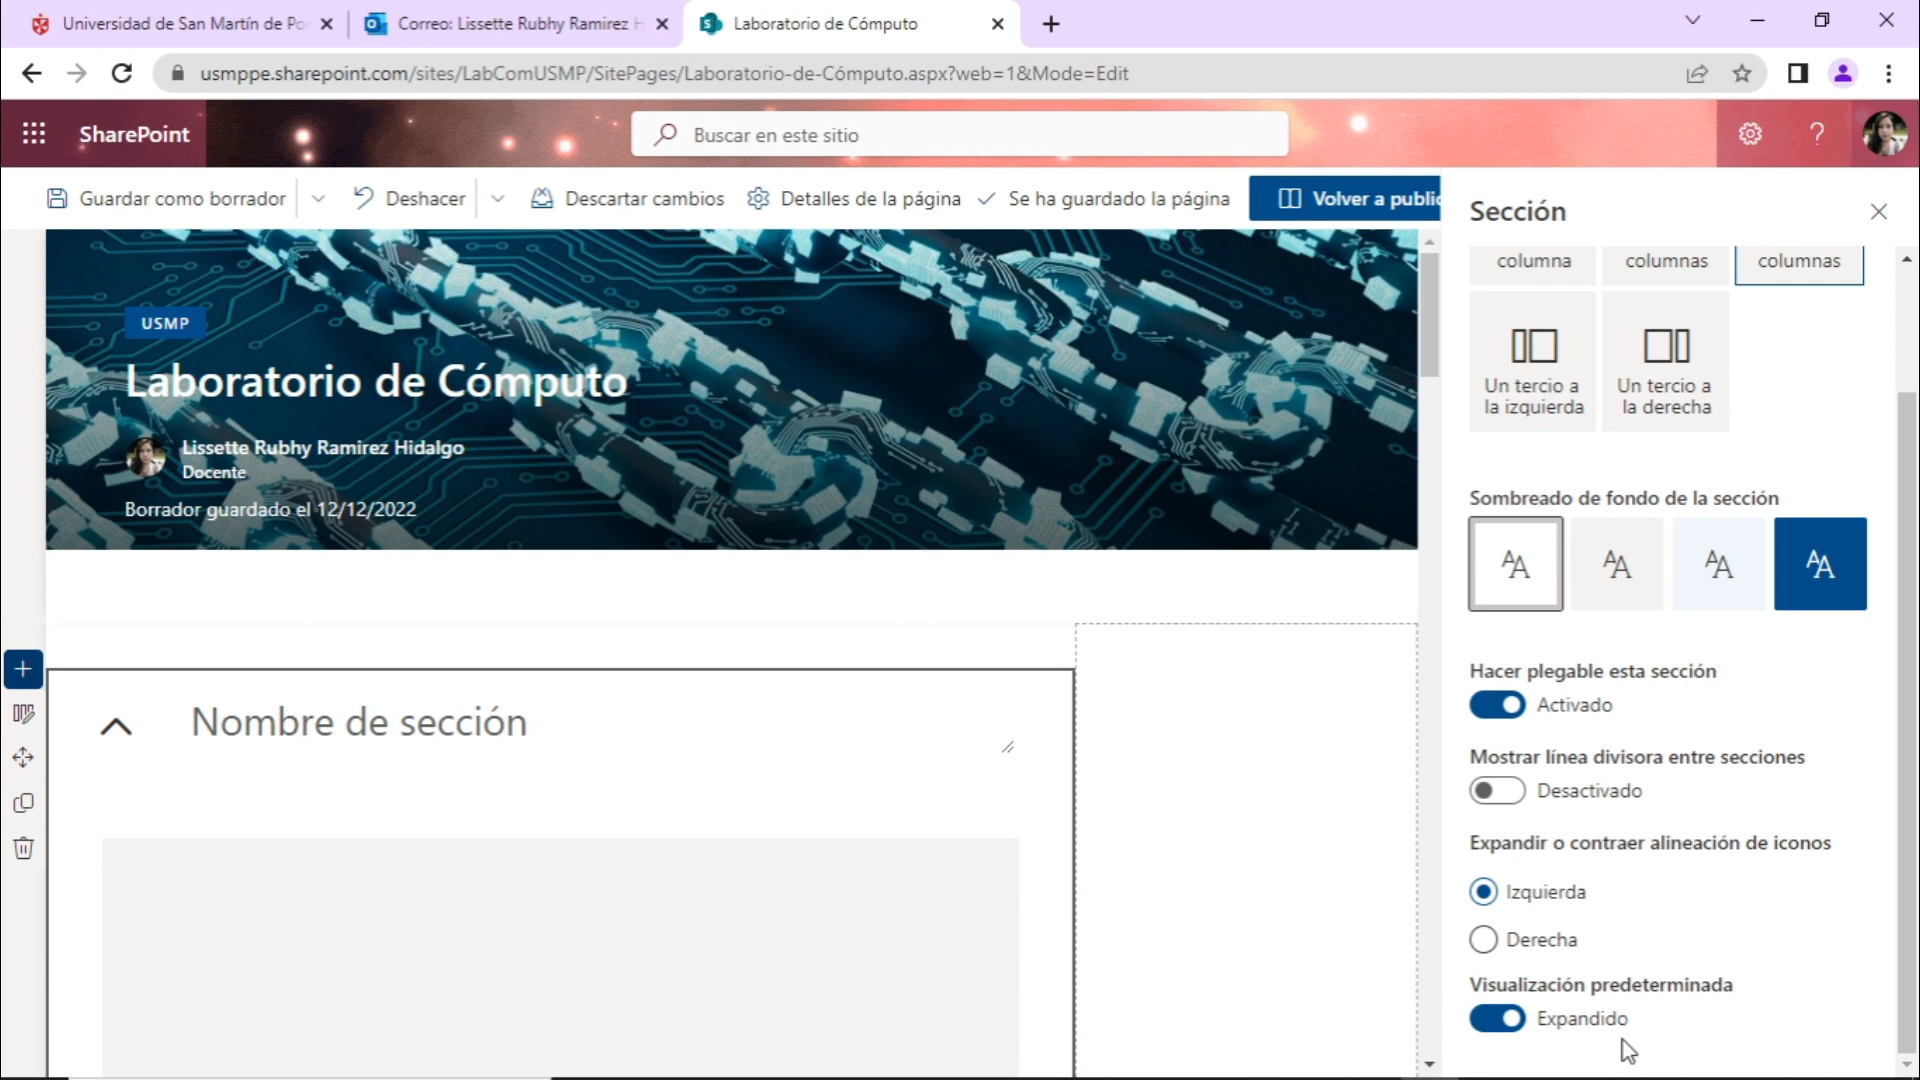 Universidad de San Martín de Po
Correo: Lissette Rubhy Ramirez H
Laboratorio de Cómputo
usmppe.sharepoint.com/sites/LabComUSMP/SitePages/Laboratorio-de-Cómputo.aspx?web=1&Mode=Edit
SharePoint
Buscar en este sitio
Guardar como borrador
Deshacer
Descartar cambios
Detalles de la página
Se ha guardado la página
Volver a public
USMP
Laboratorio de Cómputo
Lissette Rubhy Ramirez Hidalgo
Docente
Borrador guardado el 12/12/2022
Nombre de sección
Sección
columna
columnas
columnas
Un tercio a
la izquierda
Un tercio a
la derecha
Sombreado de fondo de la sección
AA
AA
AA
AA
Hacer plegable esta sección
Activado
Mostrar línea divisora entre secciones
Desactivado
Expandir o contraer alineación de iconos
Izquierda
Derecha
Visualización predeterminada
Expandido